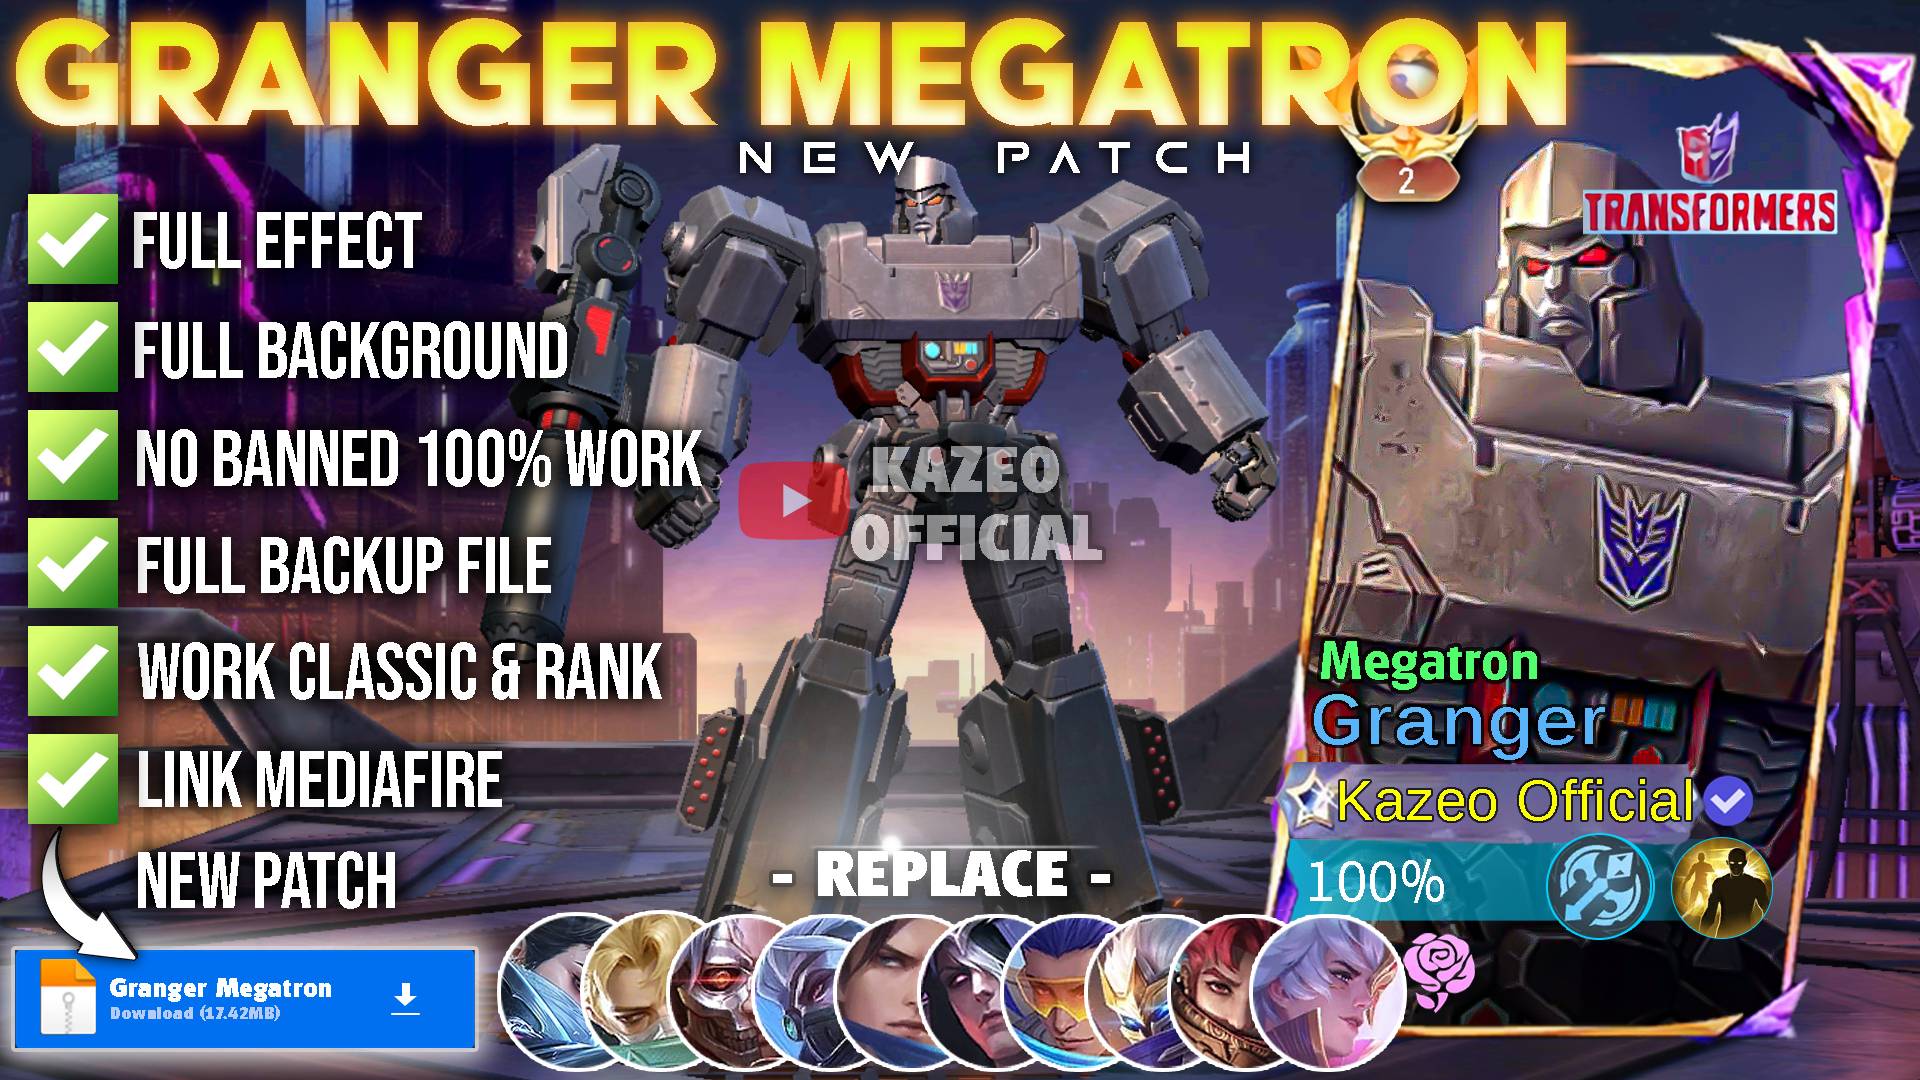 GRANGER MEGATRON
NEW PATCH
2
TRANSFORMERS
FULL EFFECT
FULL BACKGROUND
NO BANNED 100% WORK
FULL BACKUP FILE
WORK CLASSIC & RANK
LINK MEDIAFIRE
NEW PATCH
KAZEO
OFFICIAL
Megatron
Granger
Kazeo Official
100%
- REPLACE -
Granger Megatron
Download (17.42MB)